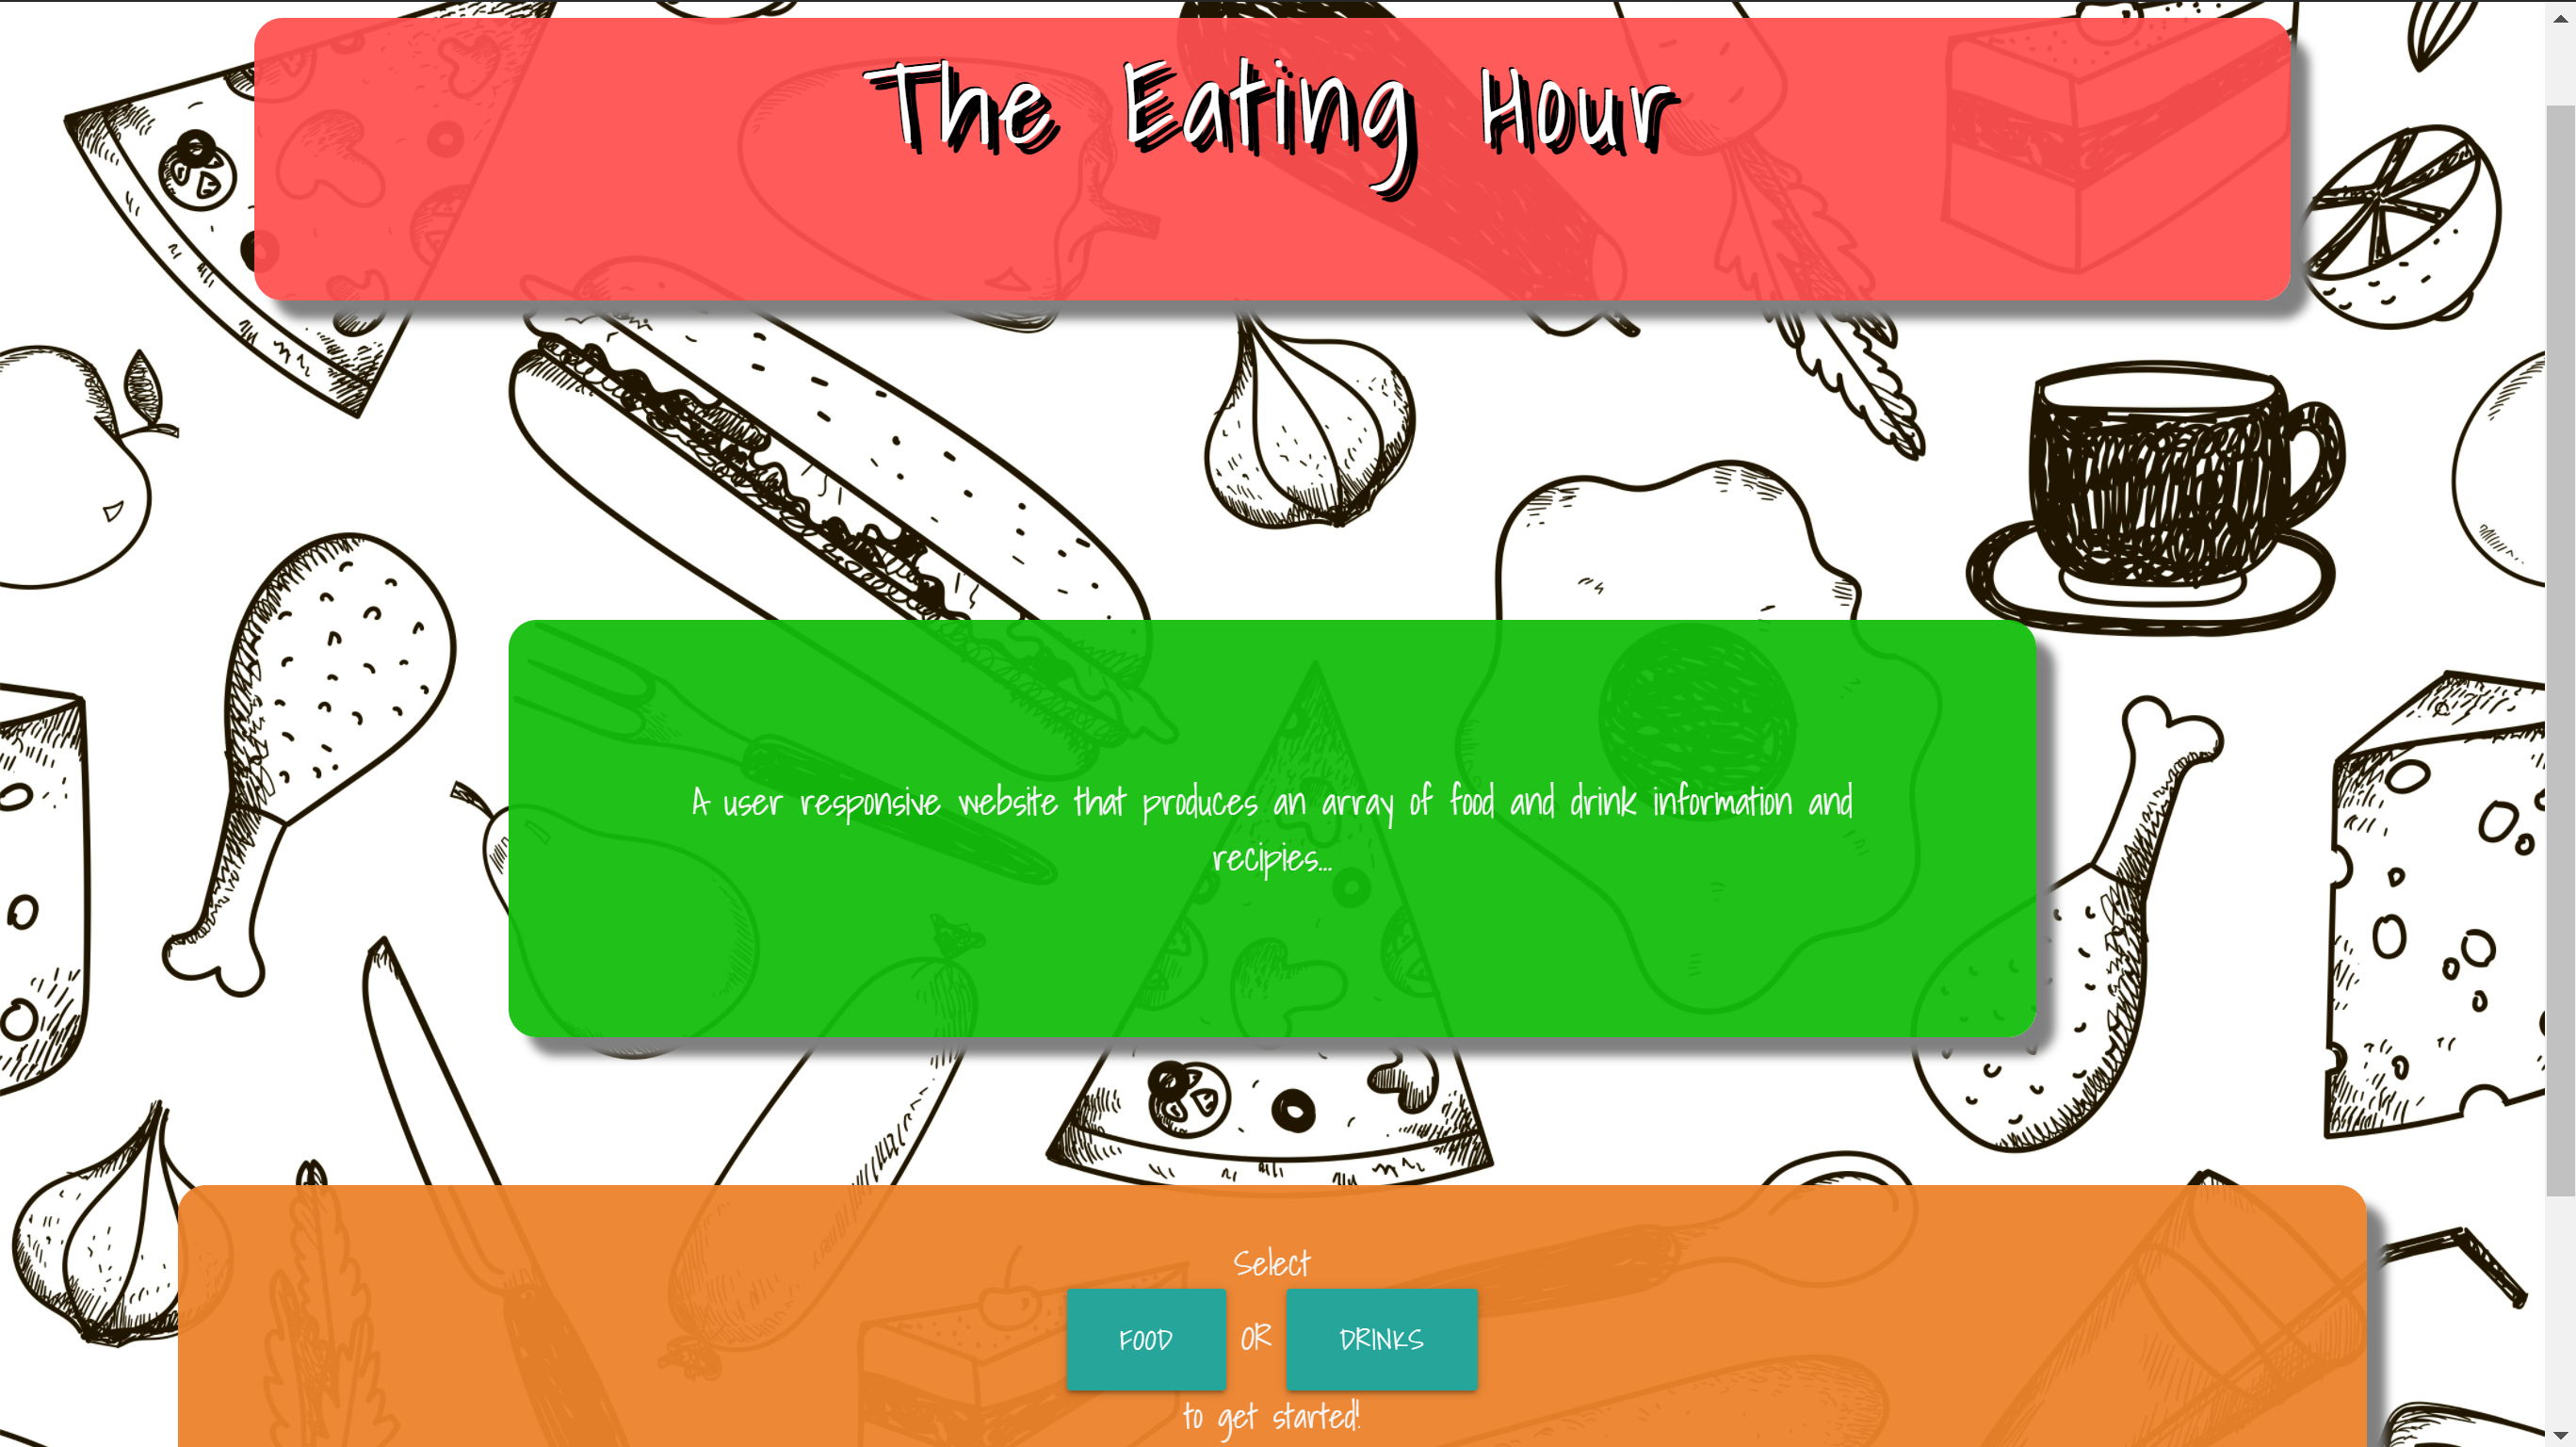 The Eating Hour
A user responsive website that produces an array of food and drink information and
recipies...
Select
FOOD OR DRINKS
to get started!